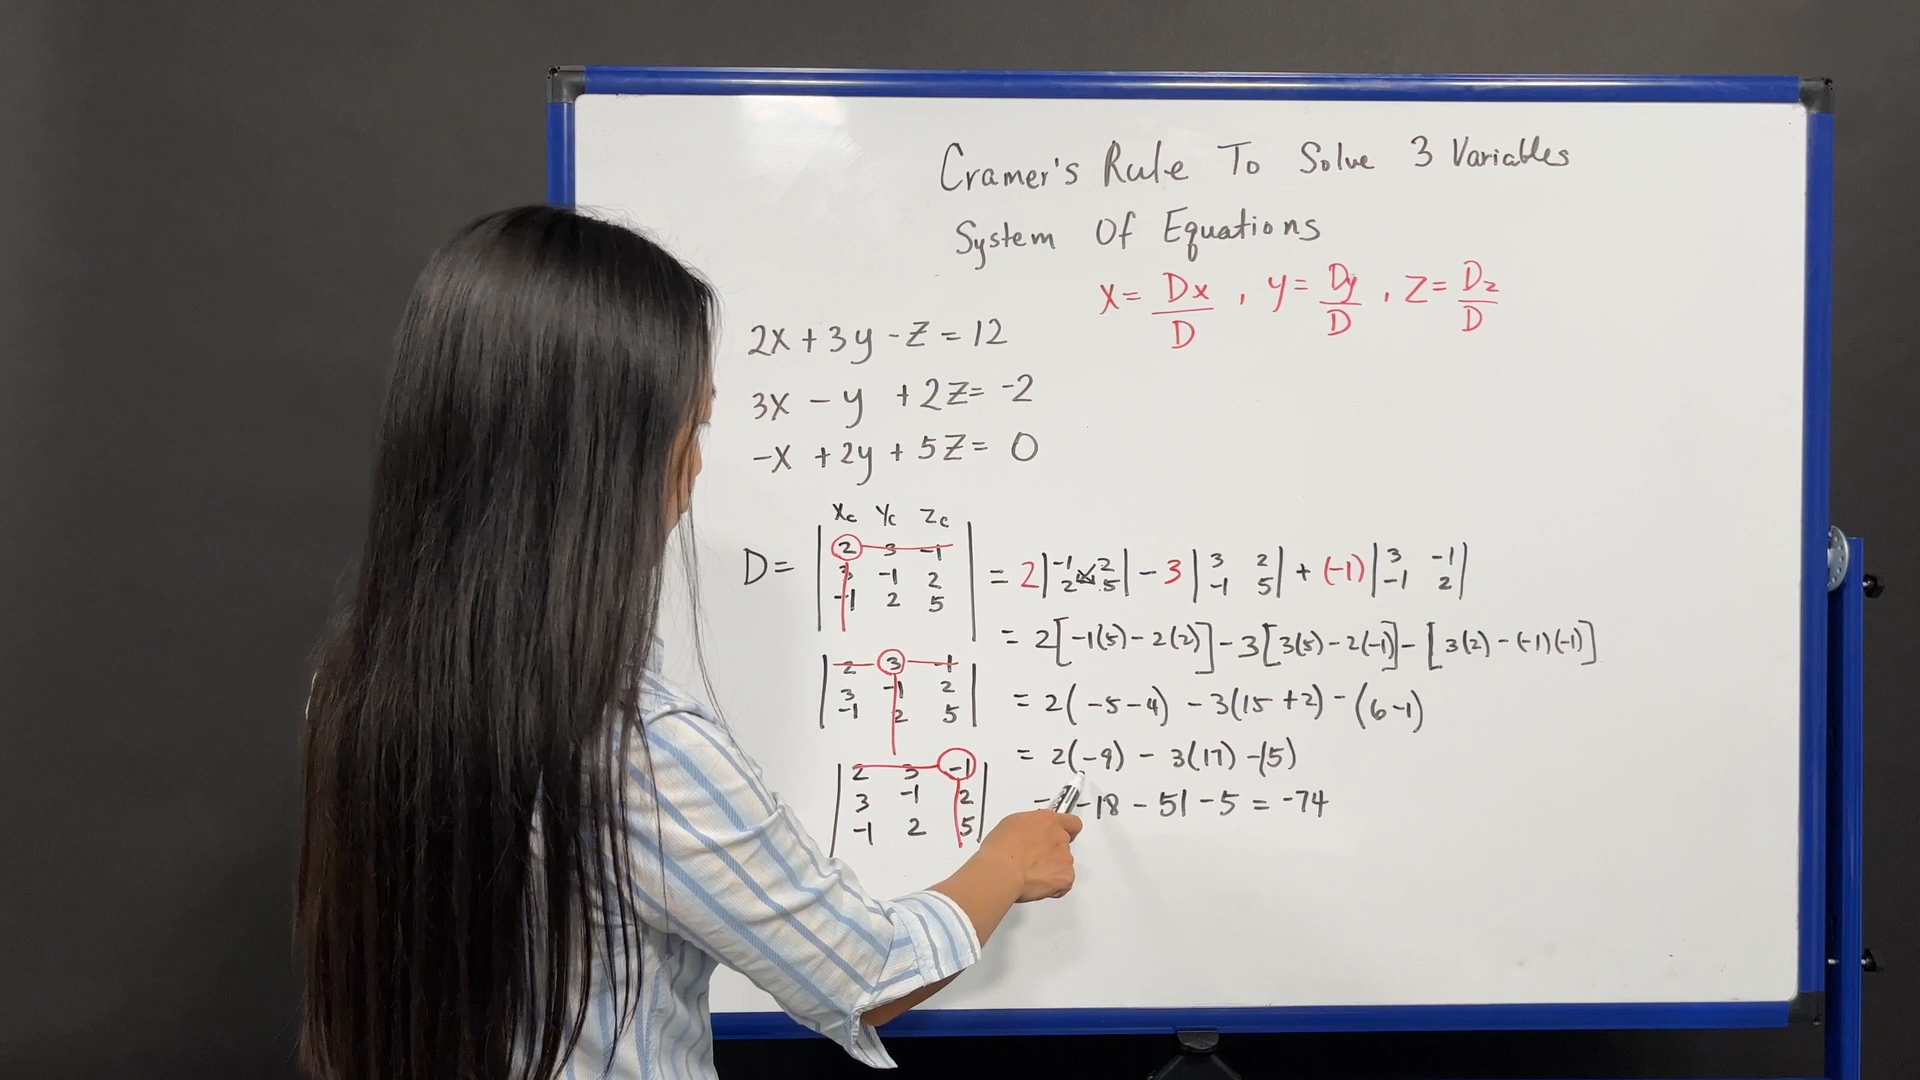 Cramer's Rule To Solve 3 Variables
System Of Equations
x = Dx/D , y = Dy/D , z = Dz/D
2x + 3y - z = 12
3x - y + 2z = -2
-x + 2y + 5z = 0
Xc Yc Zc
D = | 2 3 -1 | = 2 | -1 2 | - 3 | 3 2 | + (-1) | 3 -1 |
| 3 -1 2 | | 2 5 | | -1 5 | | -1 2 |
| -1 2 5 |
= 2[-1(5) - 2(2)] - 3[3(5) - 2(-1)] - [3(2) - (-1)(-1)]
| 2 3 -1 |
| 3 -1 2 |
| -1 2 5 |
= 2(-5-4) - 3(15+2) - (6-1)
= 2(-9) - 3(17) - (5)
| 2 3 -1 |
| 3 -1 2 |
| -1 2 5 |
-18 - 51 - 5 = -74